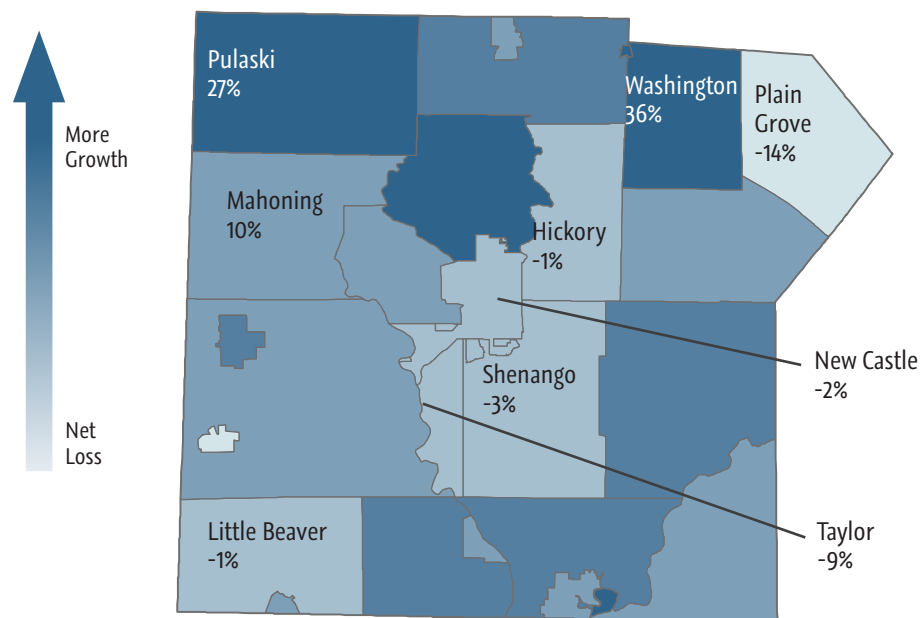 More
Growth
Net
Loss
Pulaski
27%
Washington
36%
Plain
Grove
-14%
Mahoning
10%
Hickory
-1%
New Castle
-2%
Shenango
-3%
Little Beaver
-1%
Taylor
-9%